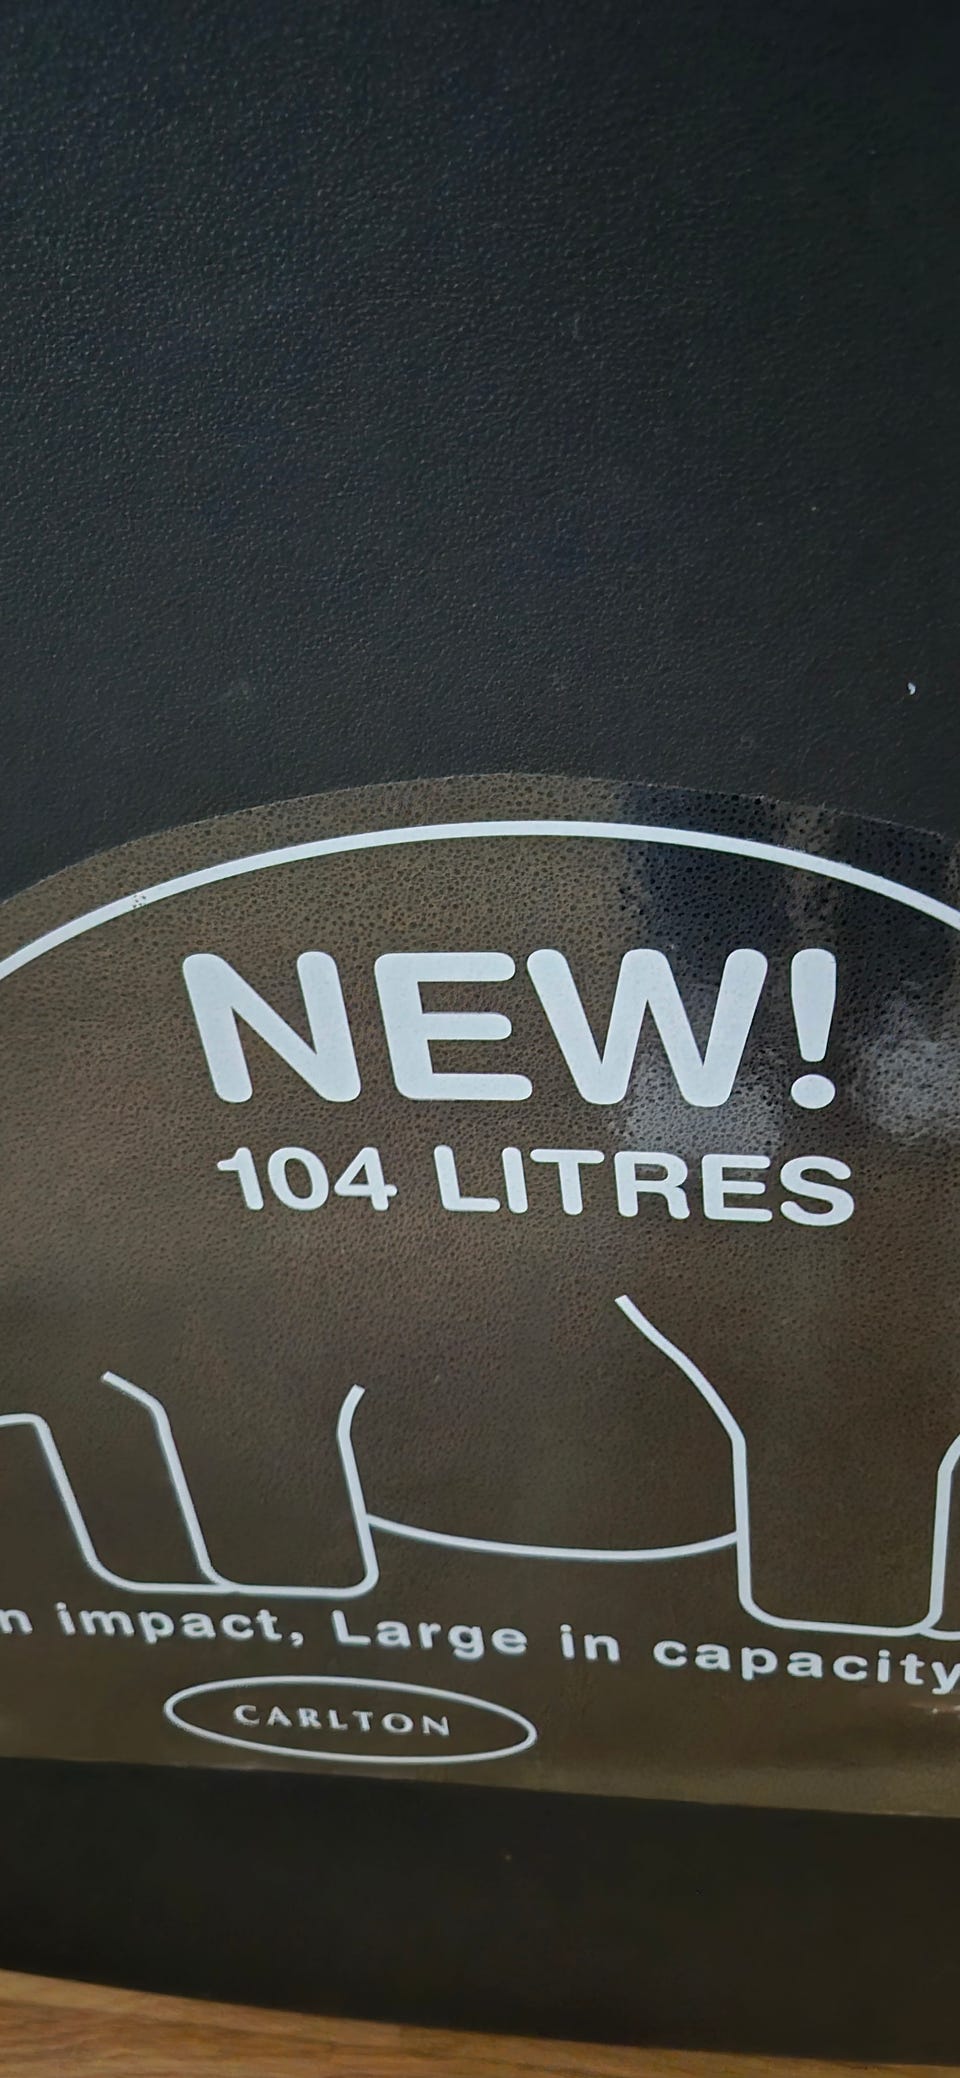 NEW!
104 LITRES
n impact, Large in capacity
CARLTON